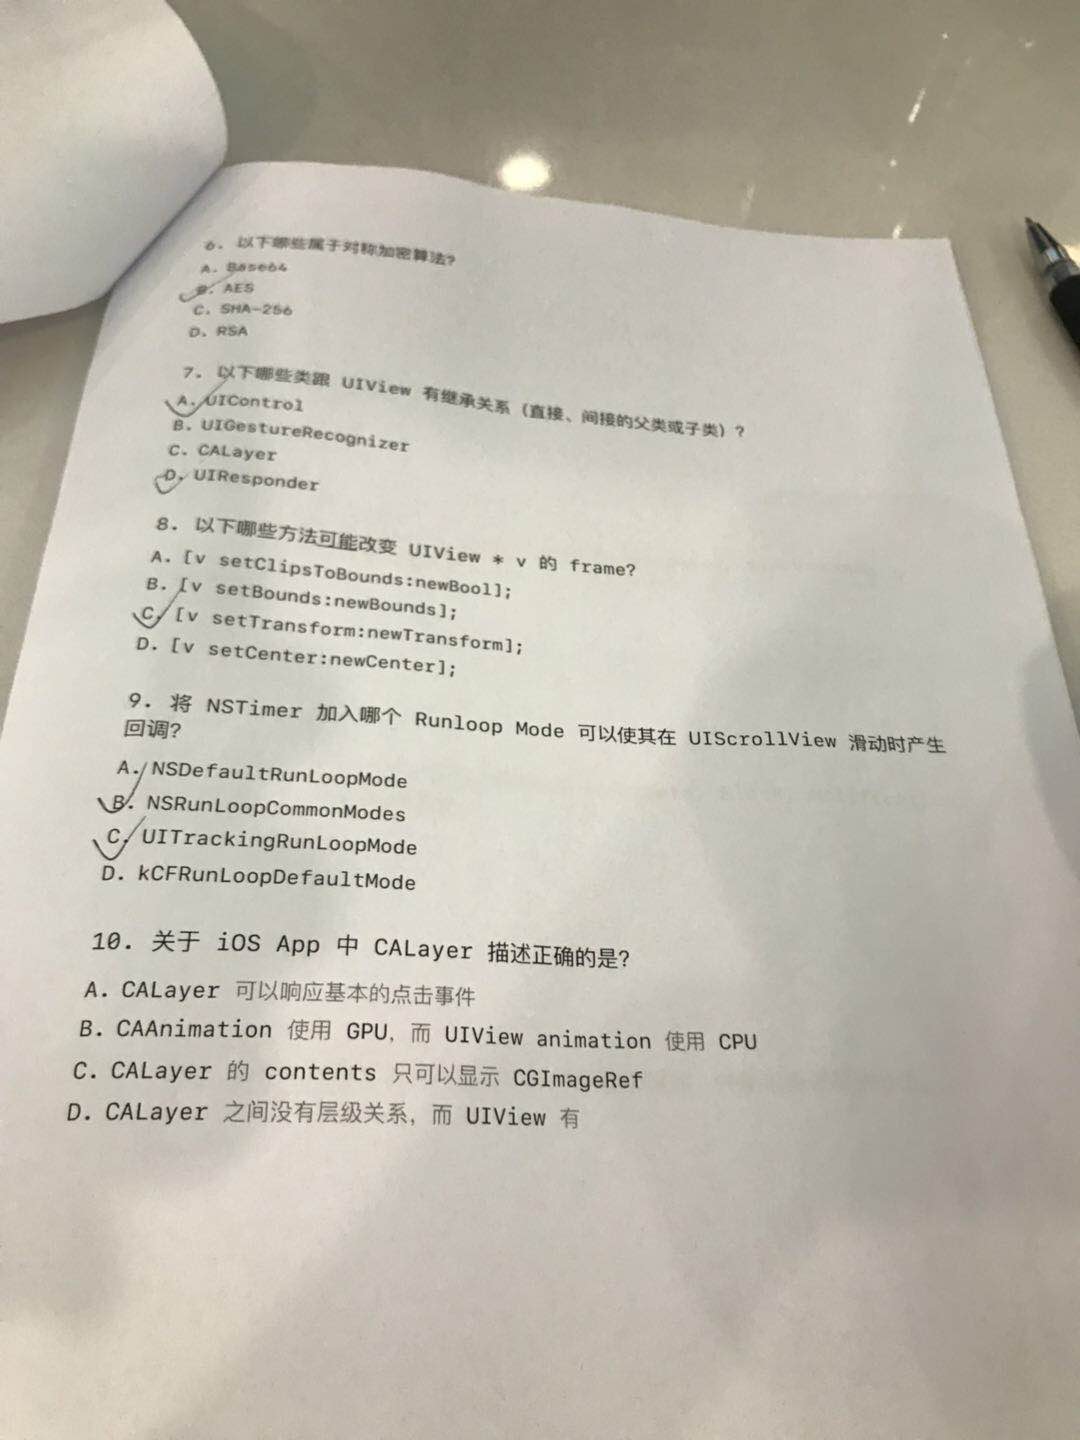 6. 以下哪些属于对称加密算法?
A. Base64
B. AES
C. SHA-256
D. RSA
7. 以下哪些类跟 UIView 有继承关系（直接、间接的父类或子类）?
A. UIControl
B. UIGestureRecognizer
C. CALayer
D. UIResponder
8. 以下哪些方法可能改变 UIView * v 的 frame?
A. [v setClipsToBounds:newBool];
B. [v setBounds:newBounds];
C. [v setTransform:newTransform];
D. [v setCenter:newCenter];
9. 将 NSTimer 加入哪个 Runloop Mode 可以使其在 UIScrollView 滑动时产生
回调?
A. NSDefaultRunLoopMode
B. NSRunLoopCommonModes
C. UITrackingRunLoopMode
D. kCFRunLoopDefaultMode
10. 关于 iOS App 中 CALayer 描述正确的是?
A. CALayer 可以响应基本的点击事件
B. CAAnimation 使用 GPU, 而 UIView animation 使用 CPU
C. CALayer 的 contents 只可以显示 CGImageRef
D. CALayer 之间没有层级关系, 而 UIView 有